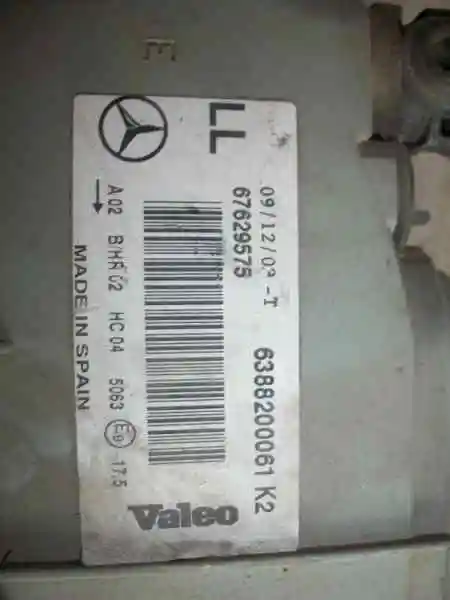 E
LL
09/12/03-T
67629575
6388200061 K2
A 02 B/HR 02 HC 04 5063 E9 17.5
MADE IN SPAIN
Valeo